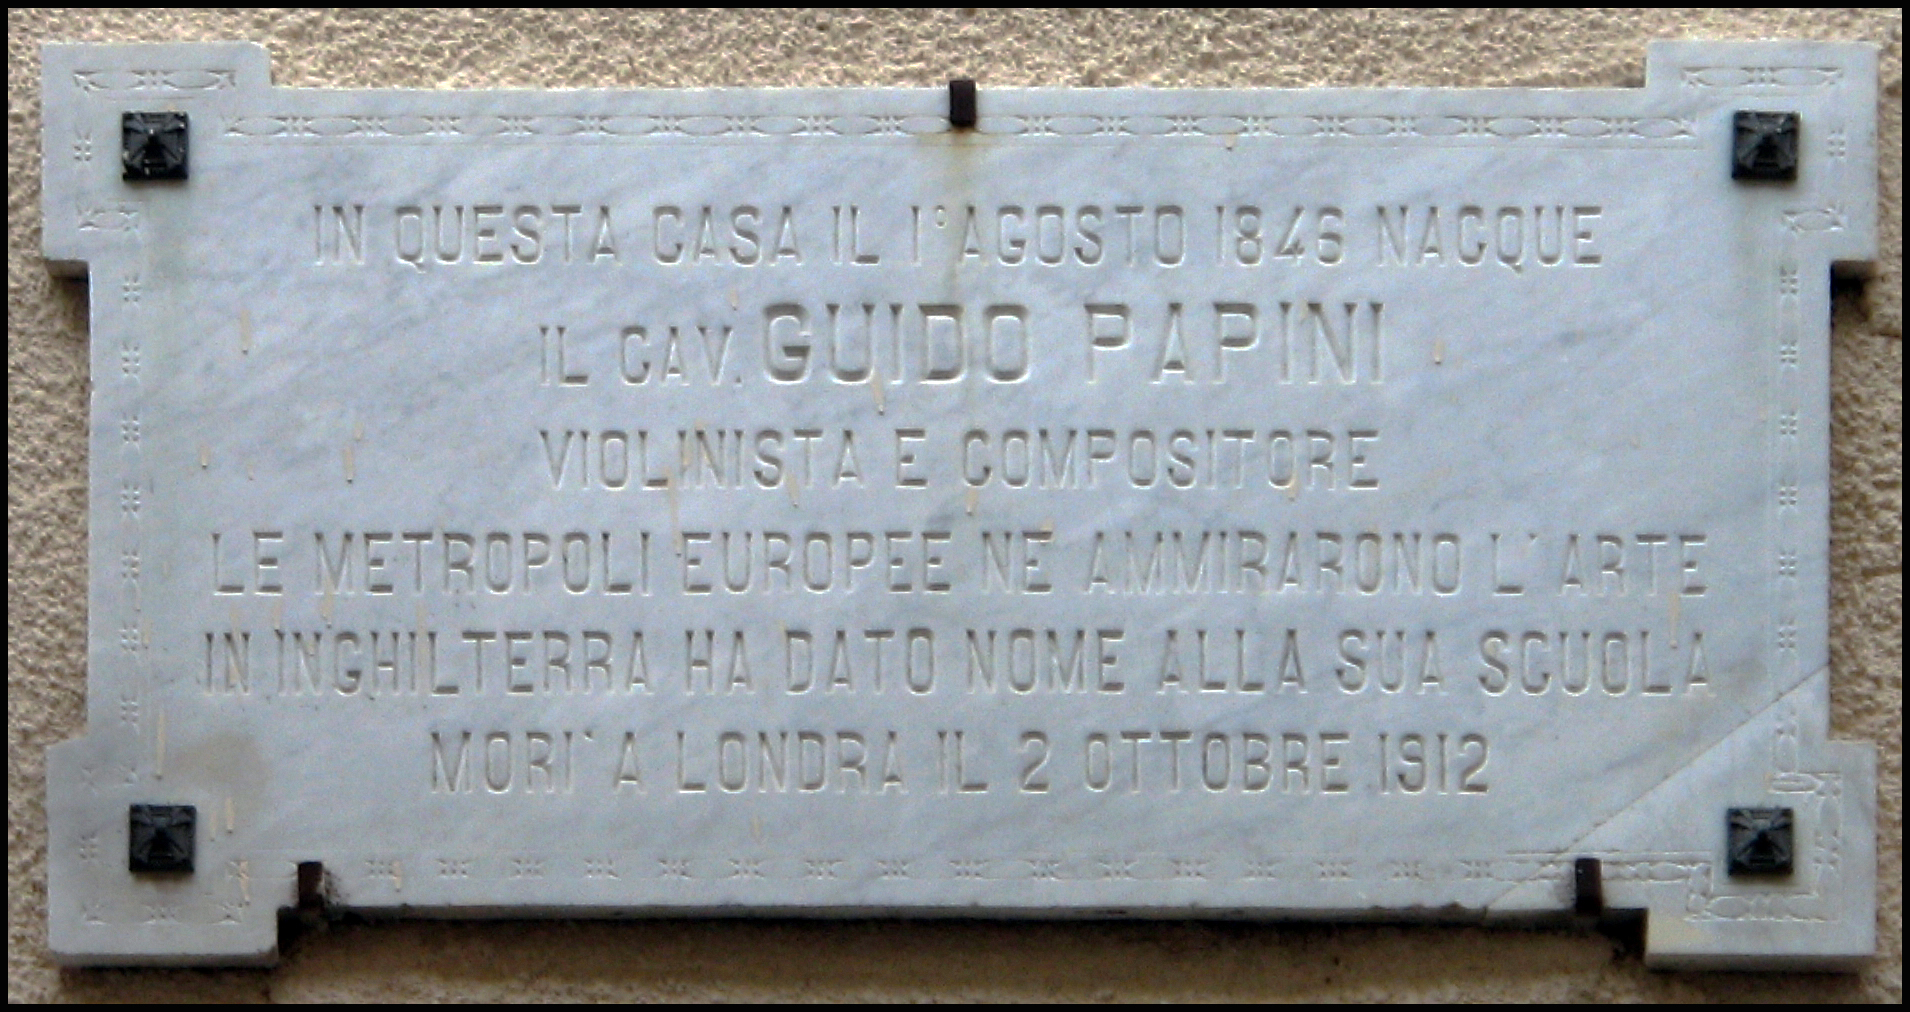 IN QUESTA CASA IL 1° AGOSTO 1846 NACQUE
IL CAV. GUIDO PAPINI
VIOLINISTA E COMPOSITORE
LE METROPOLI EUROPEE NE AMMIRARONO L'ARTE
IN INGHILTERRA HA DATO NOME ALLA SUA SCUOLA
MORI' A LONDRA IL 2 OTTOBRE 1912